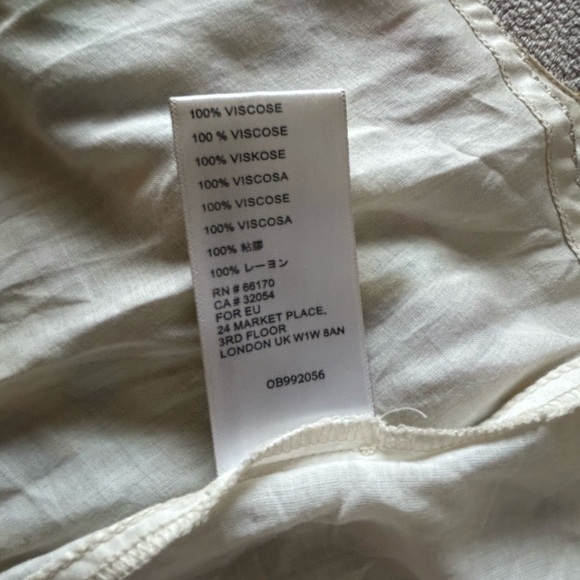 100% VISCOSE
100 % VISCOSE
100% VISKOSE
100% VISCOSA
100% VISCOSE
100% VISCOSA
100% 粘膠
100% レーヨン
RN # 66170
CA # 32054
FOR EU
24 MARKET PLACE,
3RD FLOOR
LONDON UK W1W 8AN
OB992056